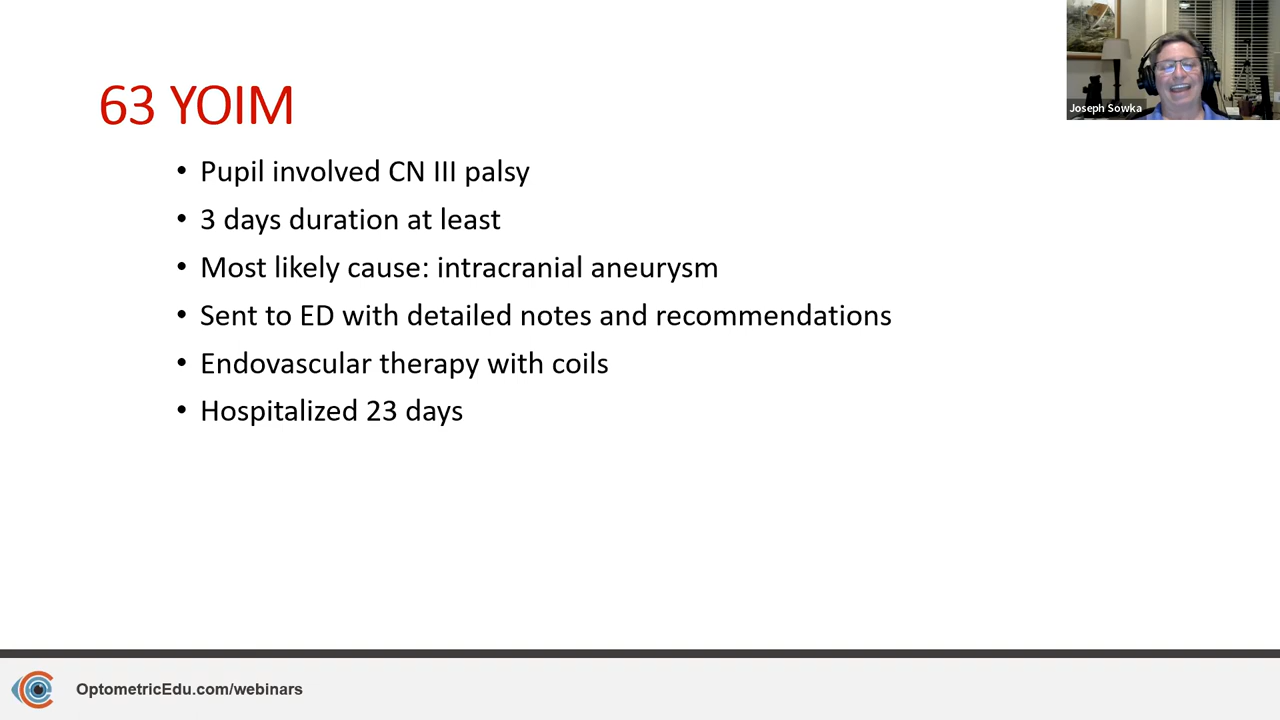 63 YOIM
Joseph Sowka
• Pupil involved CN III palsy
• 3 days duration at least
• Most likely cause: intracranial aneurysm
• Sent to ED with detailed notes and recommendations
• Endovascular therapy with coils
• Hospitalized 23 days
OptometricEdu.com/webinars